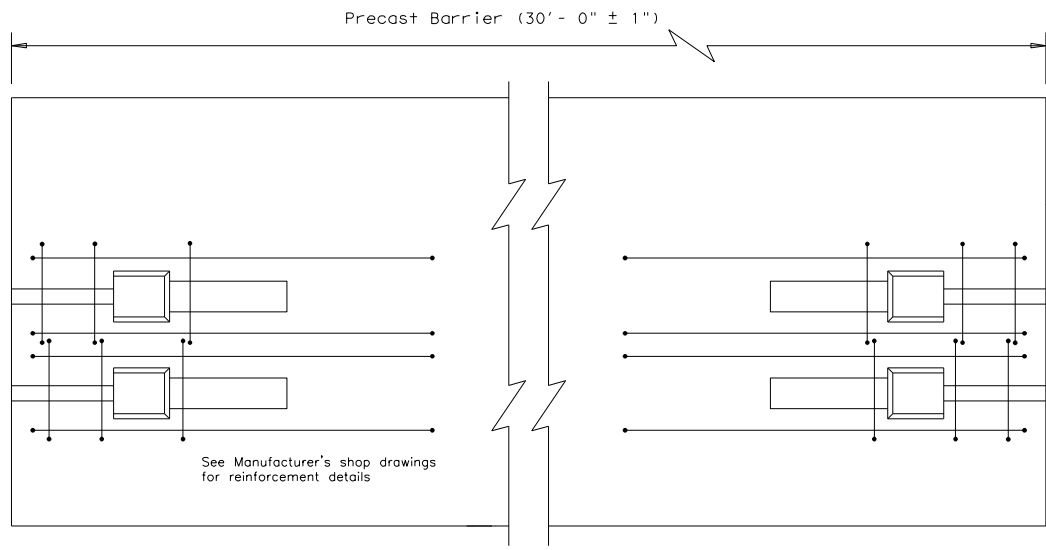 Precast Barrier (30'- 0" ± 1")
See Manufacturer's shop drawings
for reinforcement details